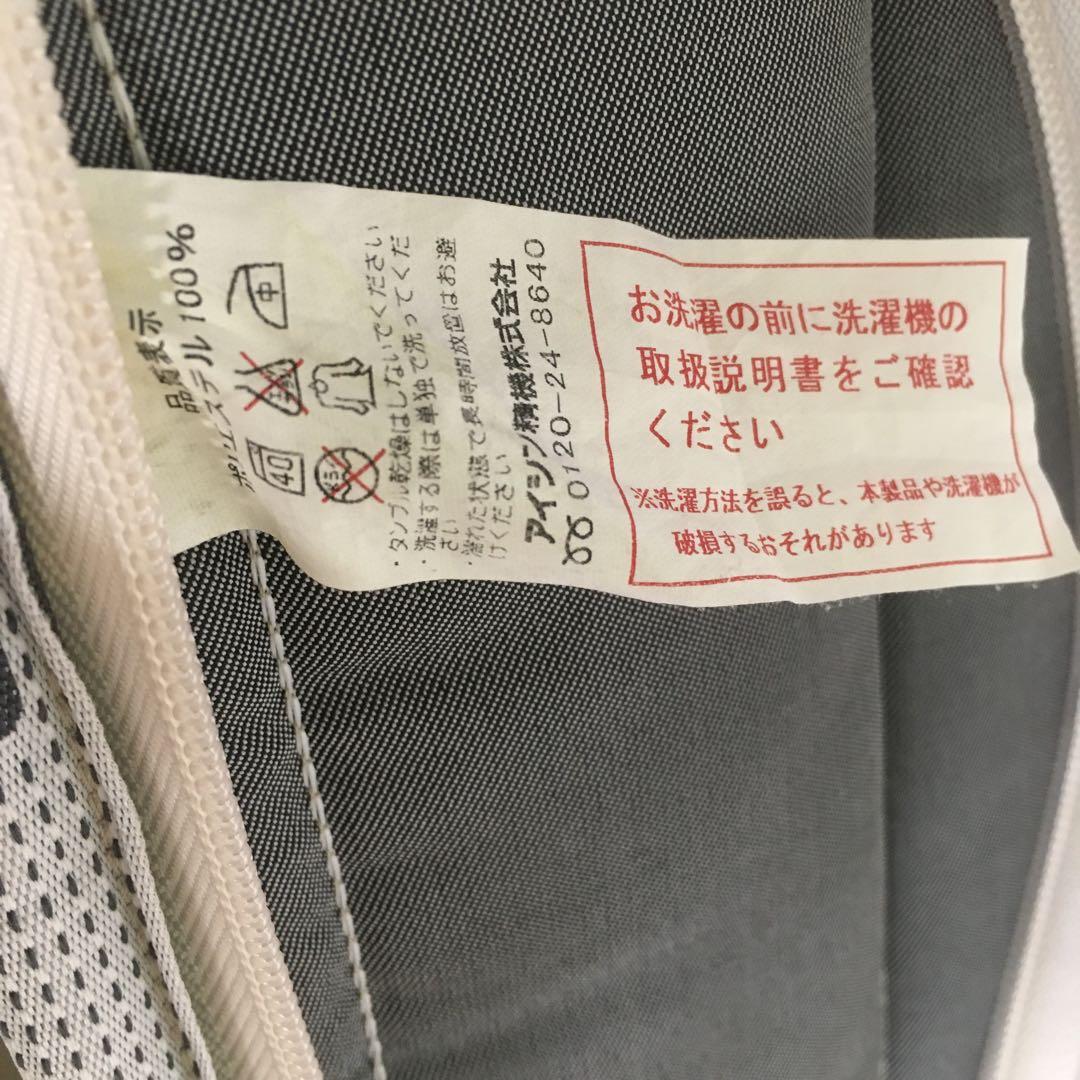 品質表示
ポリエステル100%
40
中
ドライ
・タンブル乾燥はしないでください
・洗濯する際は単独で洗ってくだ
さい
・濡れた状態で長時間放置はお避
けください
アイシン精機株式会社
0120-24-8640
お洗濯の前に洗濯機の
取扱説明書をご確認
ください
※洗濯方法を誤ると、本製品や洗濯機が
破損するおそれがあります